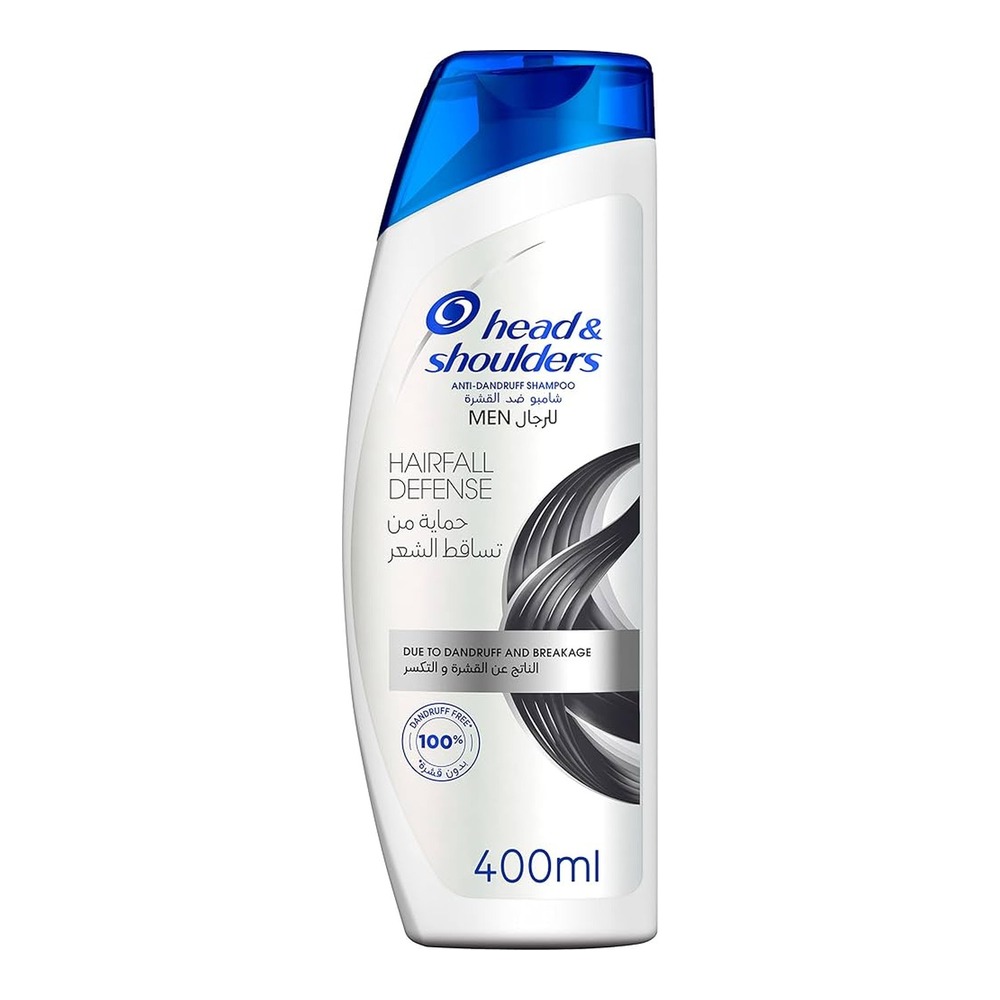 head &
shoulders
ANTI-DANDRUFF SHAMPOO
شامبو ضد القشرة
MEN للرجال
HAIRFALL
DEFENSE
حماية من
تساقط الشعر
DUE TO DANDRUFF AND BREAKAGE
الناتج عن القشرة و التكسر
DANDRUFF FREE*
100%
بدون قشرة*
400ml